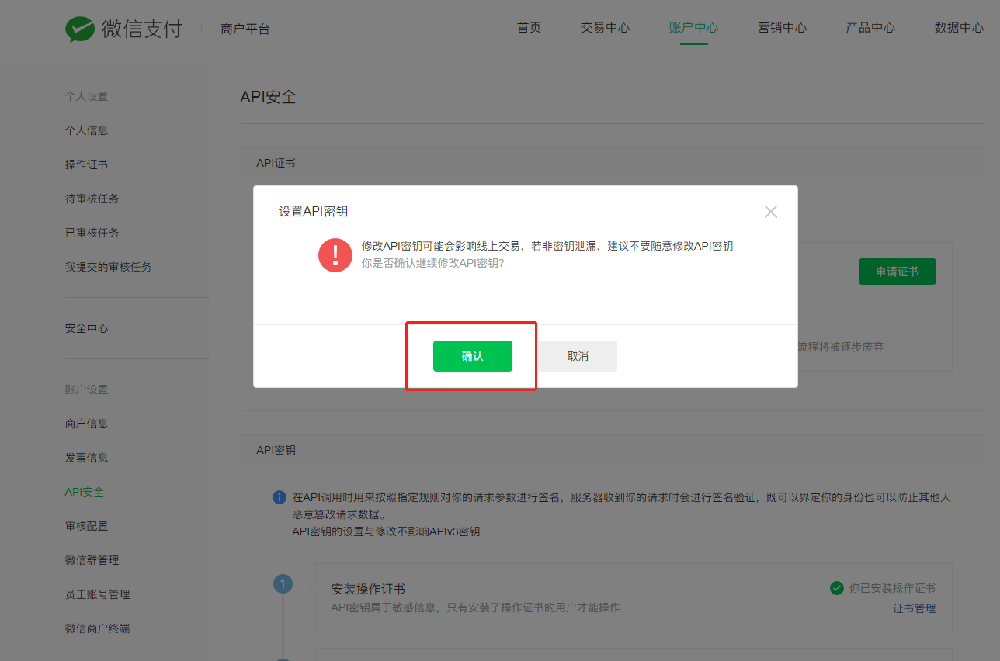 微信支付 商户平台 首页 交易中心 账户中心 营销中心 产品中心 数据中心
个人设置
个人信息
操作证书
待审核任务
已审核任务
我提交的审核任务
安全中心
账户设置
商户信息
发票信息
API安全
审核配置
微信群管理
员工账号管理
微信商户终端
API安全
API证书
设置API密钥
修改API密钥可能会影响线上交易，若非密钥泄漏，建议不要随意修改API密钥
你是否确认继续修改API密钥?
确认 取消
申请证书
流程将被逐步废弃
API密钥
在API调用时用来按照指定规则对你的请求参数进行签名，服务器收到你的请求时会进行签名验证，既可以界定你的身份也可以防止其他人
恶意篡改请求数据。
API密钥的设置与修改不影响APIv3密钥
1
安装操作证书 你已安装操作证书
API密钥属于敏感信息，只有安装了操作证书的用户才能操作 证书管理